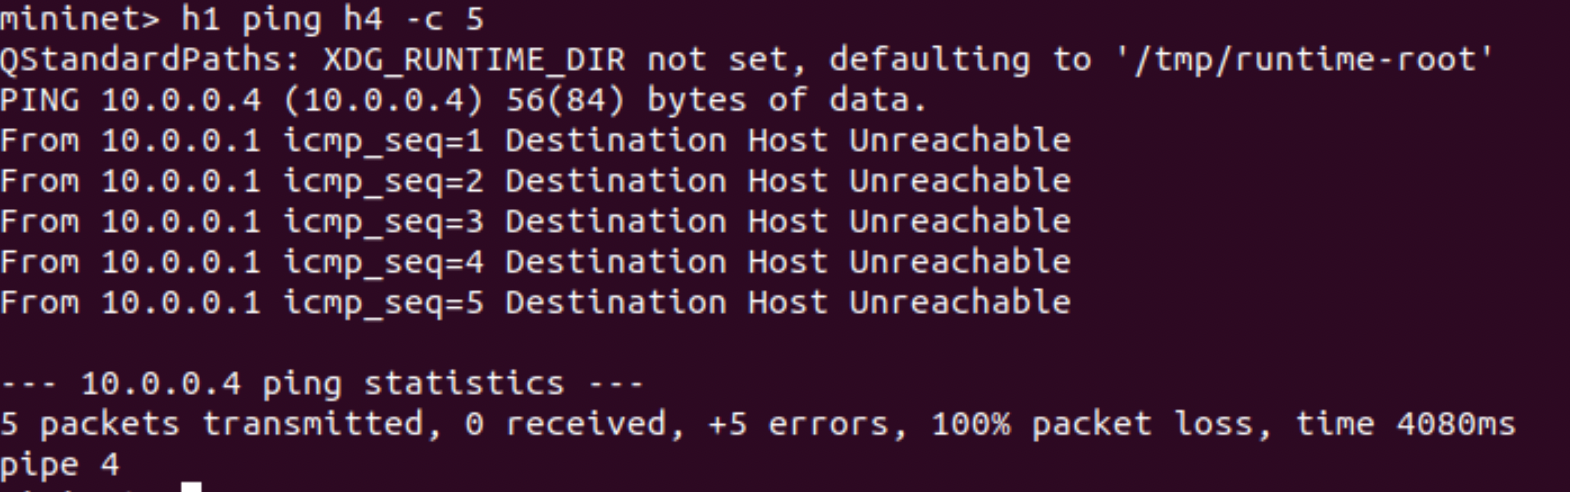 mininet> h1 ping h4 -c 5
QStandardPaths: XDG_RUNTIME_DIR not set, defaulting to '/tmp/runtime-root'
PING 10.0.0.4 (10.0.0.4) 56(84) bytes of data.
From 10.0.0.1 icmp_seq=1 Destination Host Unreachable
From 10.0.0.1 icmp_seq=2 Destination Host Unreachable
From 10.0.0.1 icmp_seq=3 Destination Host Unreachable
From 10.0.0.1 icmp_seq=4 Destination Host Unreachable
From 10.0.0.1 icmp_seq=5 Destination Host Unreachable
--- 10.0.0.4 ping statistics ---
5 packets transmitted, 0 received, +5 errors, 100% packet loss, time 4080ms
pipe 4